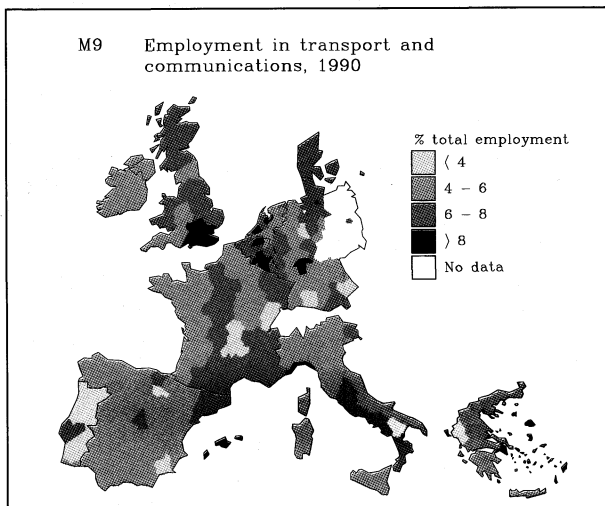 M9 Employment in transport and
communications, 1990
% total employment
⟨ 4
4 – 6
6 – 8
⟩ 8
No data